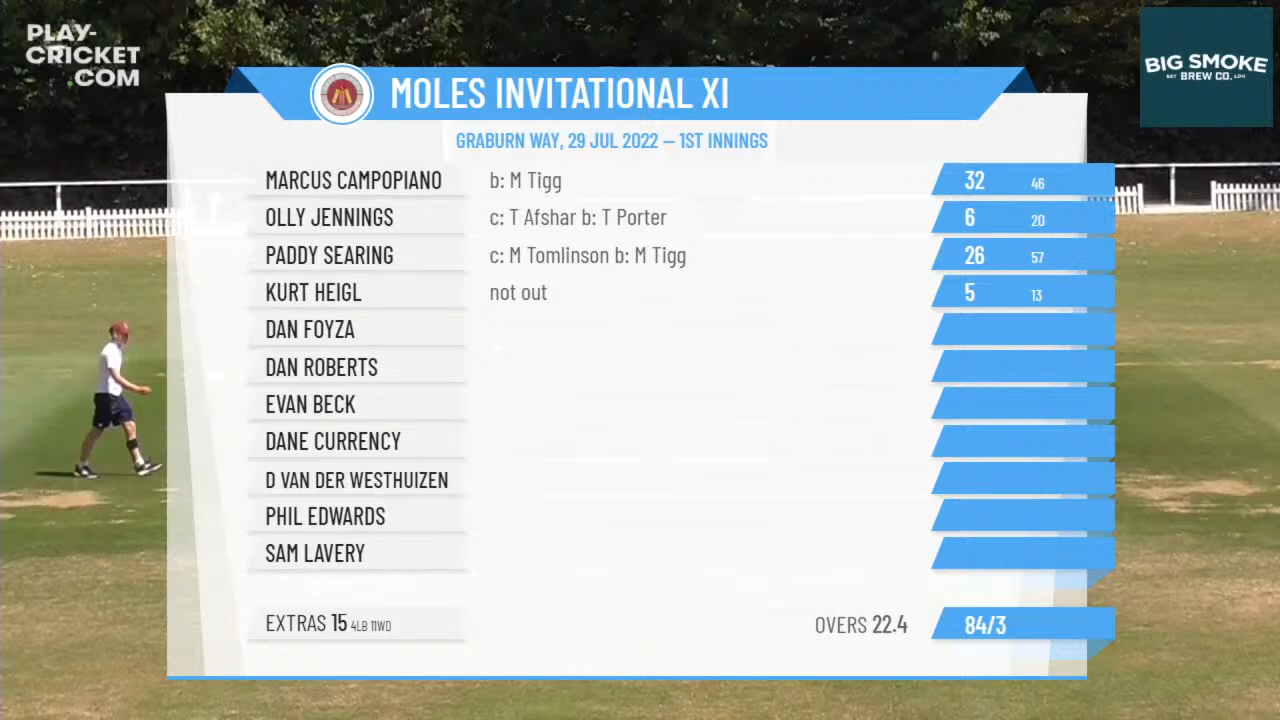 PLAY-
CRICKET
.COM
BIG SMOKE
EST BREW CO. LDN
MOLES INVITATIONAL XI
GRABURN WAY, 29 JUL 2022 – 1ST INNINGS
MARCUS CAMPOPIANO b: M Tigg 32 46
OLLY JENNINGS c: T Afshar b: T Porter 6 20
PADDY SEARING c: M Tomlinson b: M Tigg 26 57
KURT HEIGL not out 5 13
DAN FOYZA
DAN ROBERTS
EVAN BECK
DANE CURRENCY
D VAN DER WESTHUIZEN
PHIL EDWARDS
SAM LAVERY
EXTRAS 15 4LB 11WD OVERS 22.4 84/3